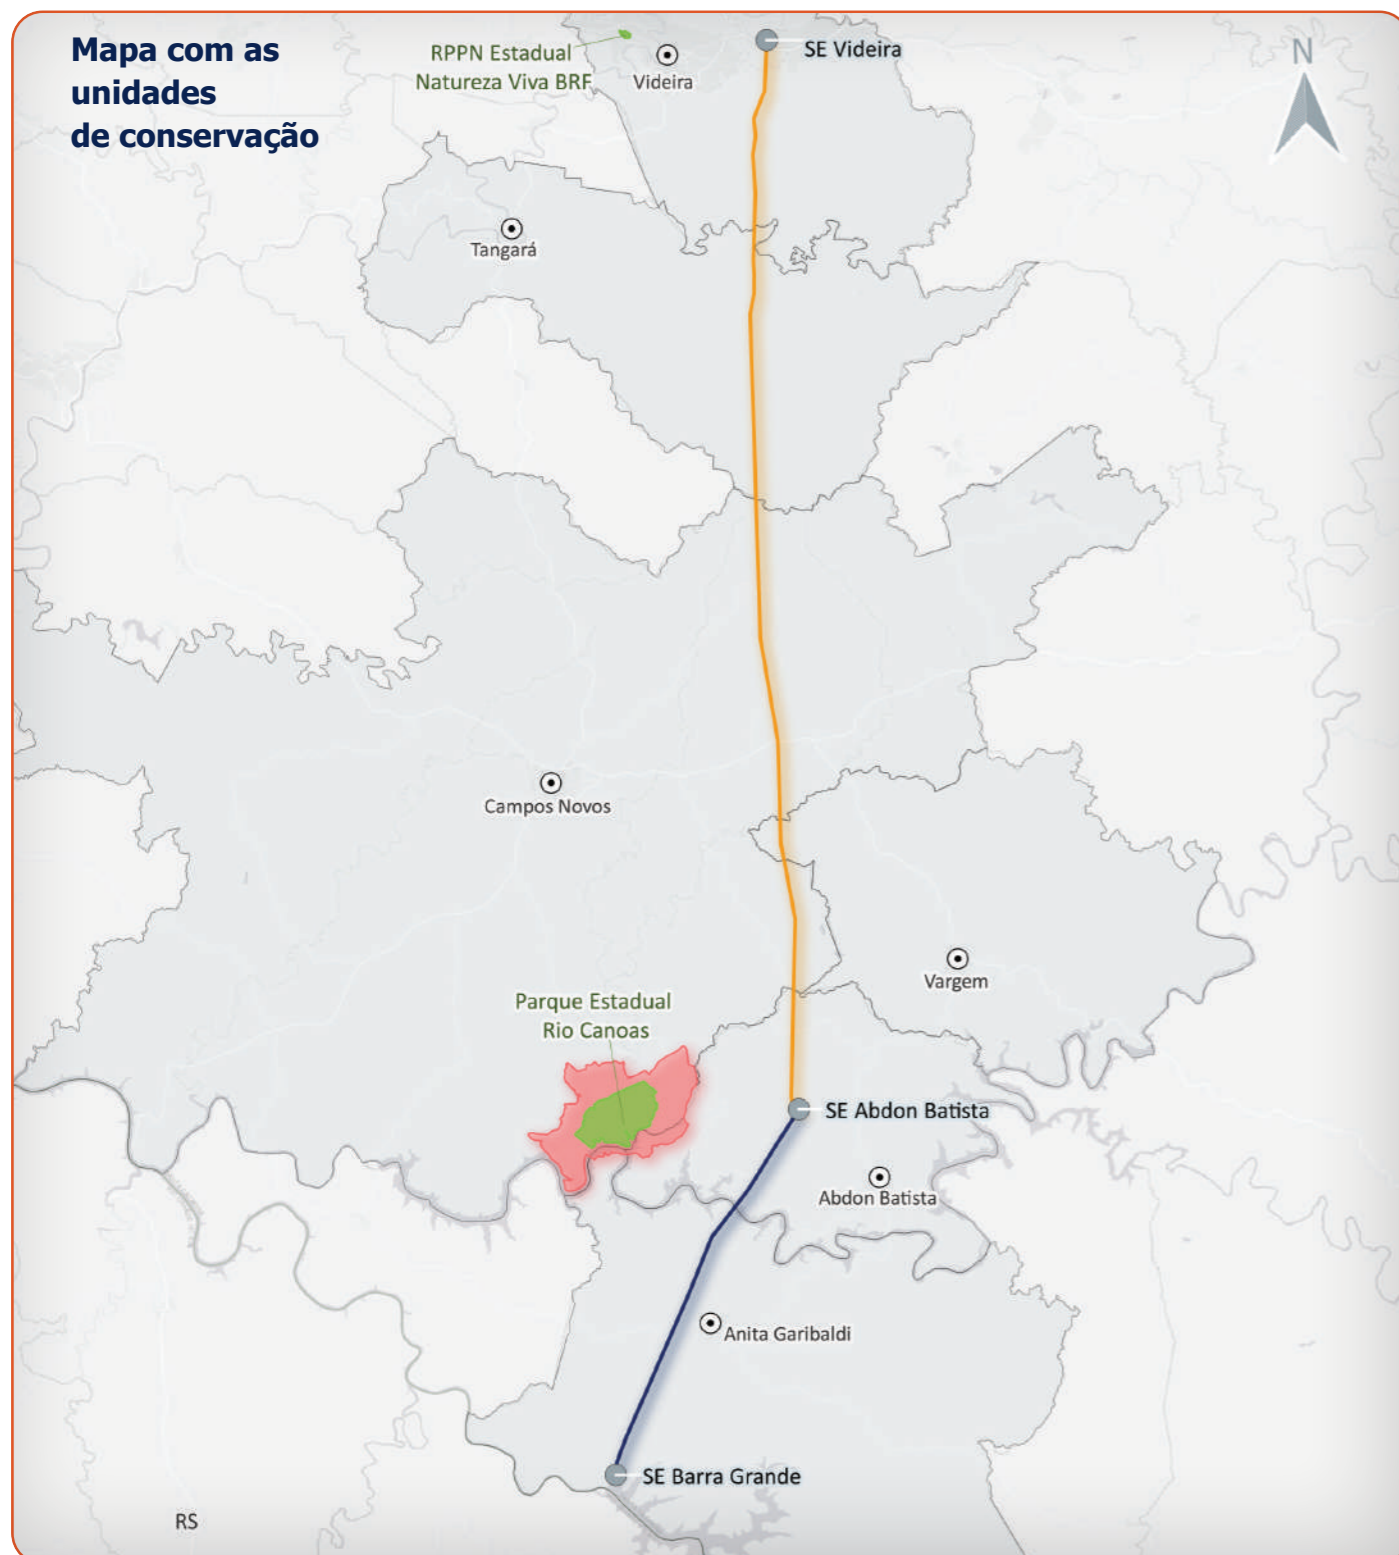 Mapa com as
unidades
de conservação
RPPN Estadual
Natureza Viva BRF
Videira
SE Videira
N
Tangará
Campos Novos
Vargem
Parque Estadual
Rio Canoas
SE Abdon Batista
Abdon Batista
Anita Garibaldi
SE Barra Grande
RS